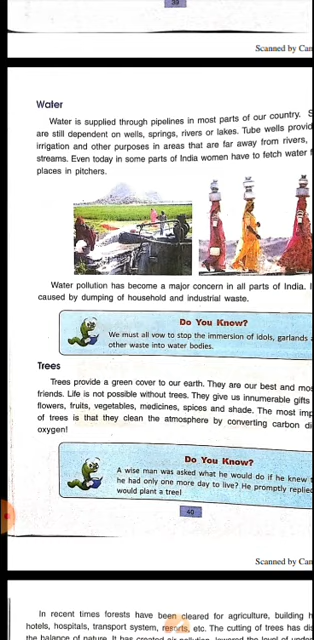 39
Scanned by Cam
Water
Water is supplied through pipelines in most parts of our country. S
are still dependent on wells, springs, rivers or lakes. Tube wells provid
irrigation and other purposes in areas that are far away from rivers,
streams. Even today in some parts of India women have to fetch water f
places in pitchers.
Water pollution has become a major concern in all parts of India. I
caused by dumping of household and industrial waste.
Do You Know?
We must all vow to stop the immersion of idols, garlands a
other waste into water bodies.
Trees
Trees provide a green cover to our earth. They are our best and mos
friends. Life is not possible without trees. They give us innumerable gifts
flowers, fruits, vegetables, medicines, spices and shade. The most imp
of trees is that they clean the atmosphere by converting carbon di
oxygen!
Do You Know?
A wise man was asked what he would do if he knew t
he had only one more day to live? He promptly replied
would plant a tree!
40
Scanned by Cam
In recent times forests have been cleared for agriculture, building h
hotels, hospitals, transport system, resorts, etc. The cutting of trees has dis
the balance of nature. It has created air pollution, lowered the level of under